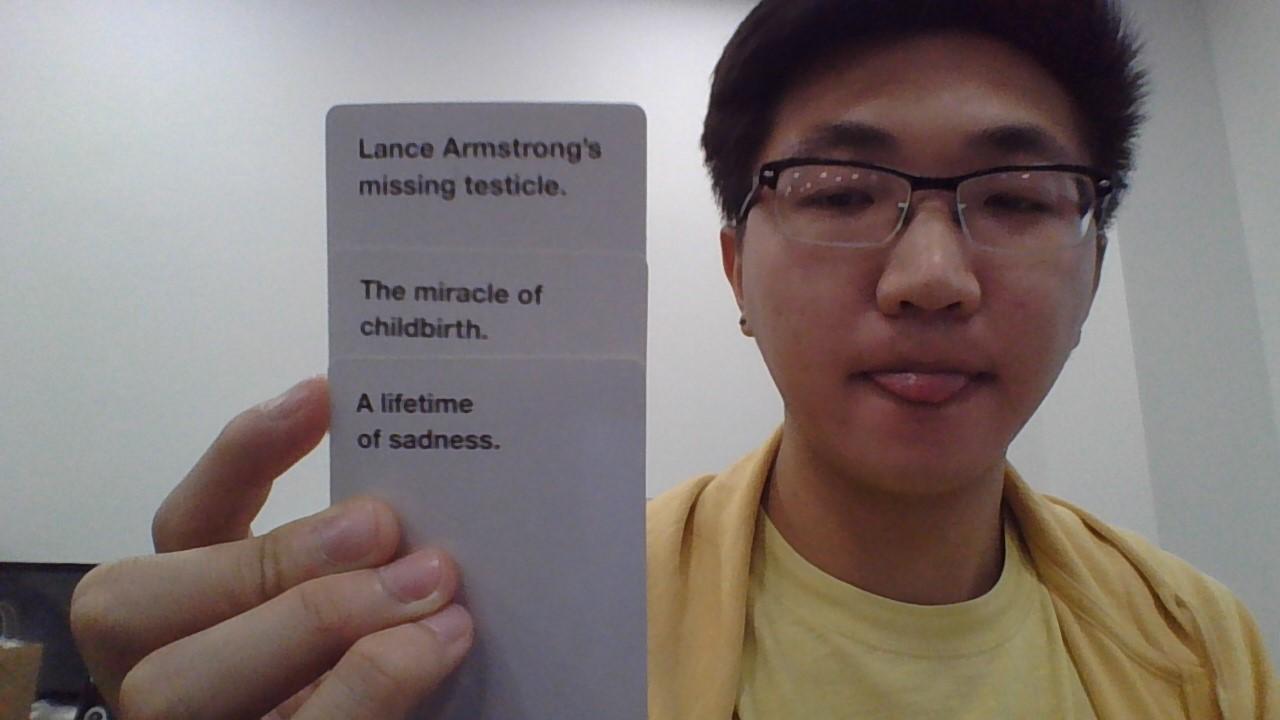 Lance Armstrong's
missing testicle.
The miracle of
childbirth.
A lifetime
of sadness.